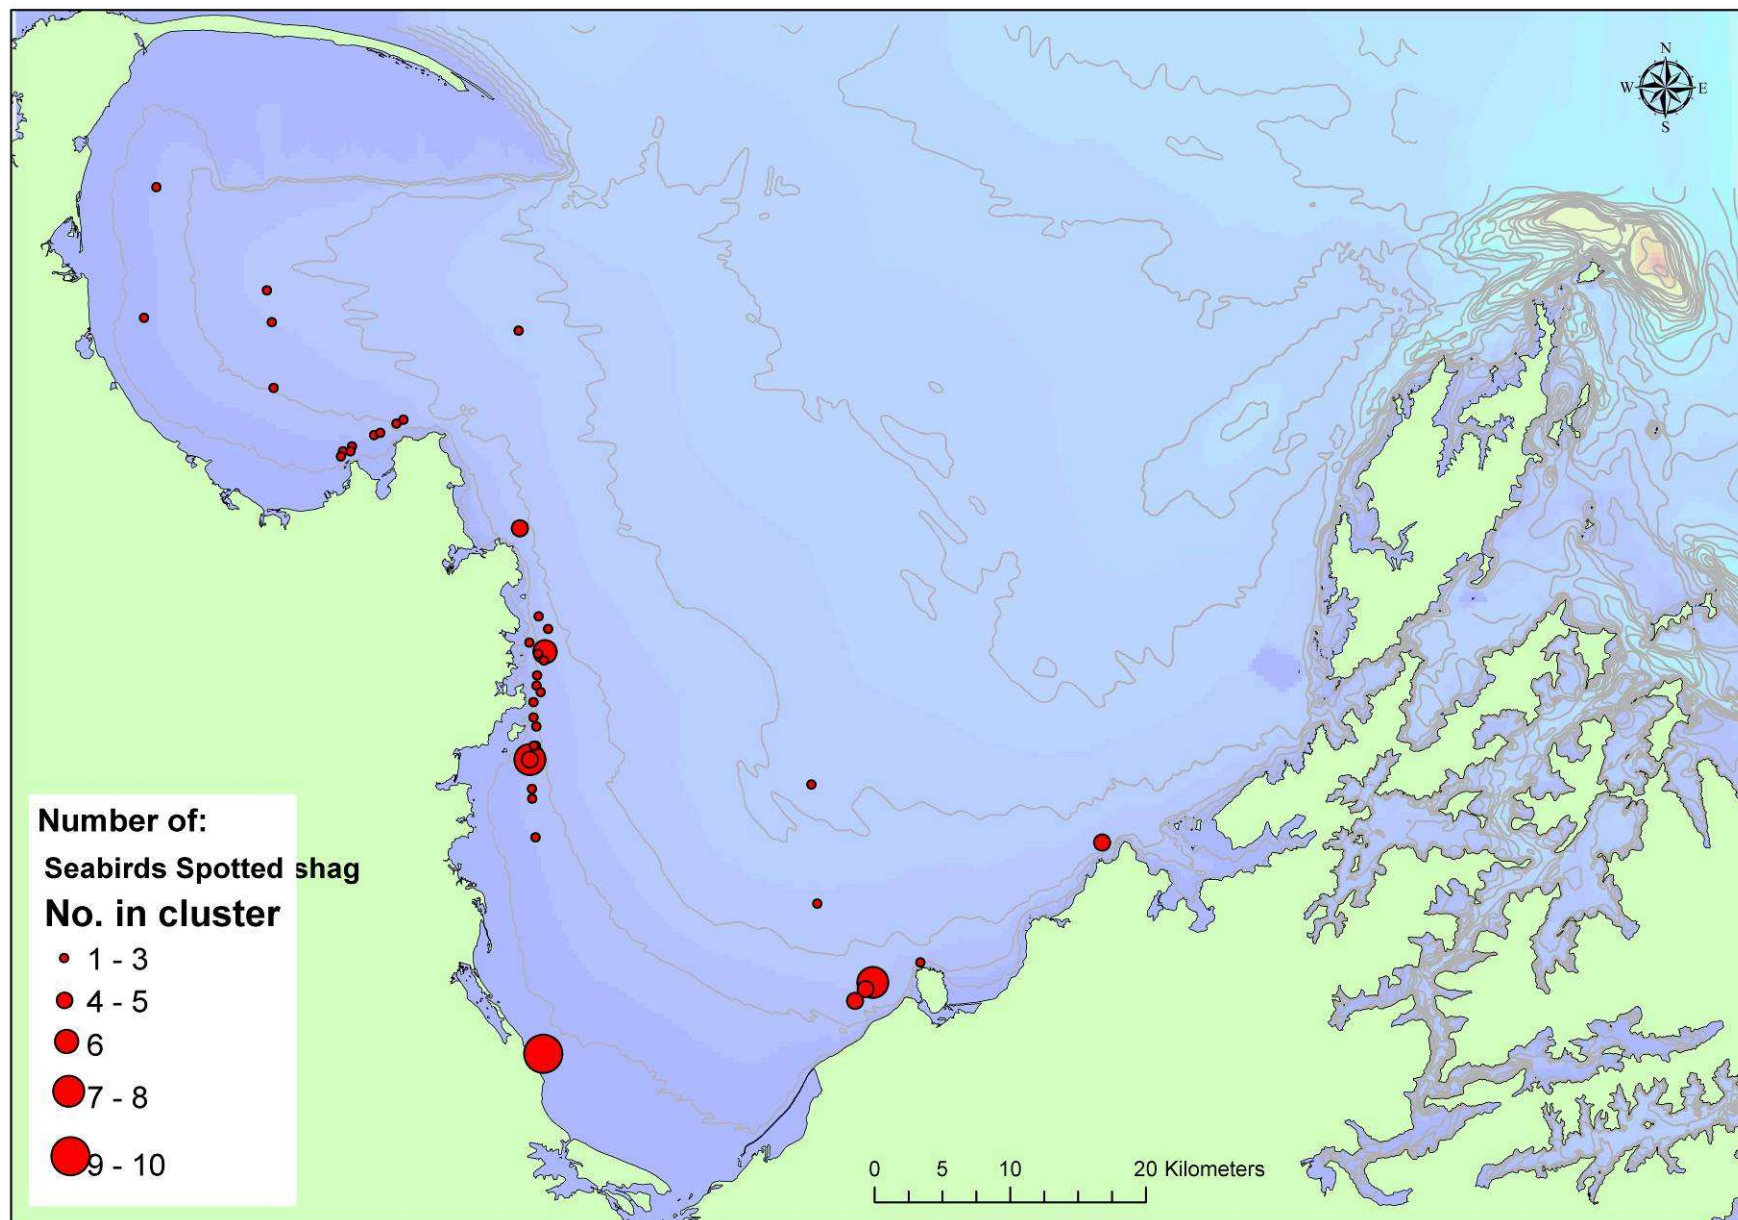 N
W E
S
Number of:
Seabirds Spotted shag
No. in cluster
1 - 3
4 - 5
6
7 - 8
9 - 10
0 5 10 20 Kilometers